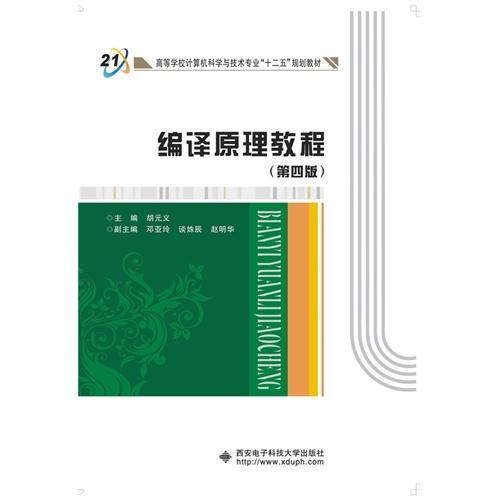 21
高等学校计算机科学与技术专业“十二五”规划教材
编译原理教程
(第四版)
主 编 胡元义
副主编 邓亚玲 谈姝辰 赵明华
BIANYI YUANLI JIAOCHENG
西安电子科技大学出版社
www.xduph.com